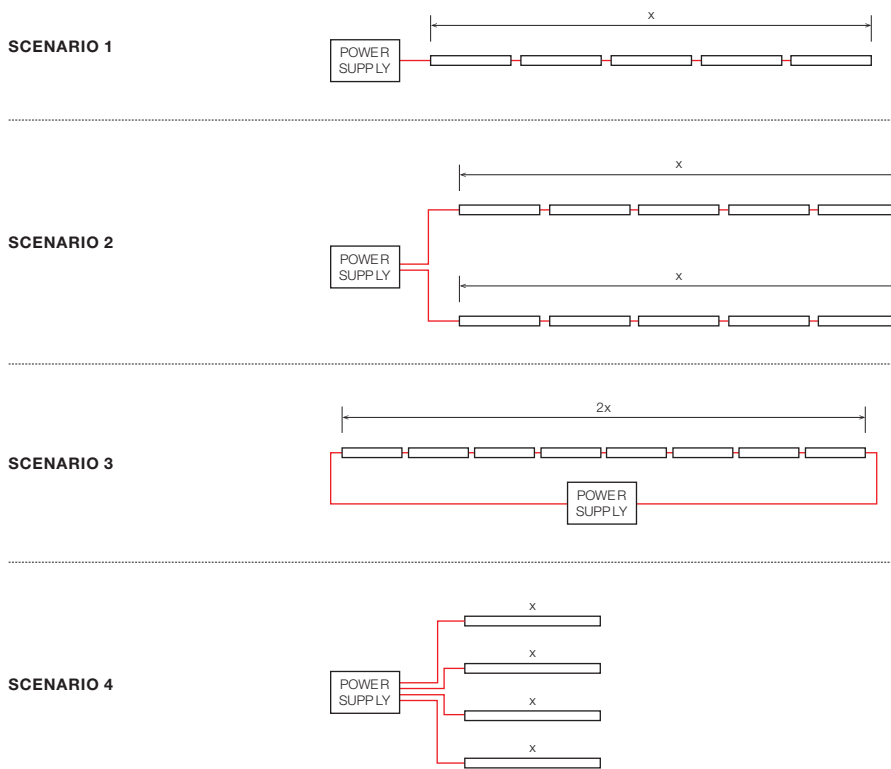 x
SCENARIO 1
POWER
SUPPLY
x
SCENARIO 2
POWER
SUPPLY
x
2x
SCENARIO 3
POWER
SUPPLY
x
x
SCENARIO 4
POWER
SUPPLY
x
x